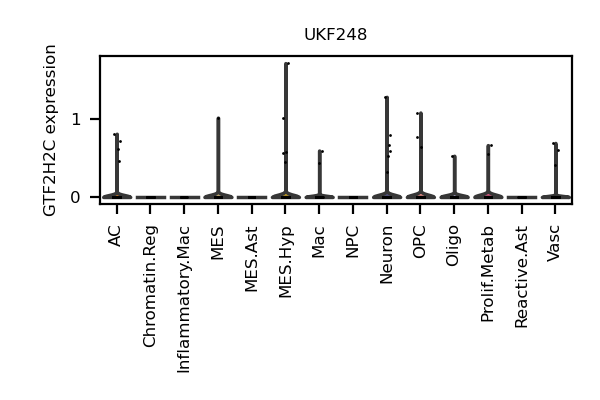 UKF248
GTF2H2C expression
1
0
AC
Chromatin.Reg
Inflammatory.Mac
MES
MES.Ast
MES.Hyp
Mac
NPC
Neuron
OPC
Oligo
Prolif.Metab
Reactive.Ast
Vasc